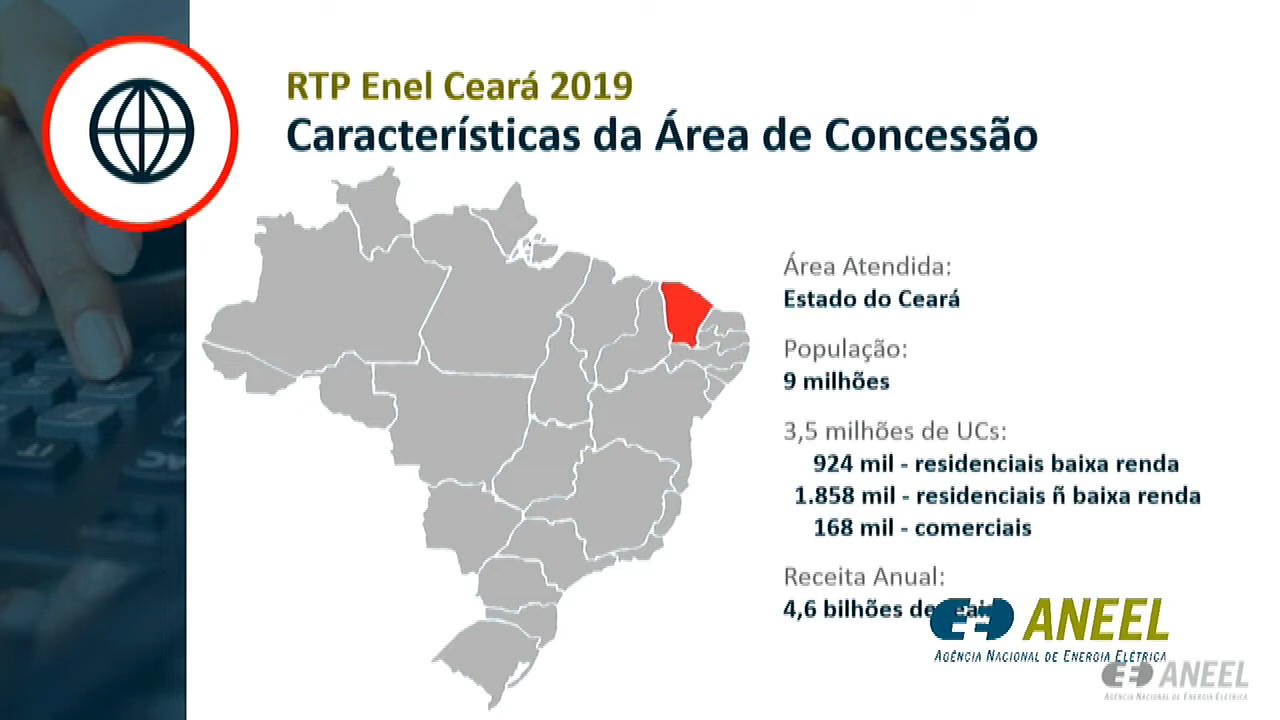 RTP Enel Ceará 2019
Características da Área de Concessão
Área Atendida:
Estado do Ceará
População:
9 milhões
3,5 milhões de UCs:
924 mil - residenciais baixa renda
1.858 mil - residenciais ñ baixa renda
168 mil - comerciais
Receita Anual:
4,6 bilhões de
ANEEL
AGÊNCIA NACIONAL DE ENERGIA ELÉTRICA
ANEEL
AGÊNCIA NACIONAL DE ENERGIA ELÉTRICA